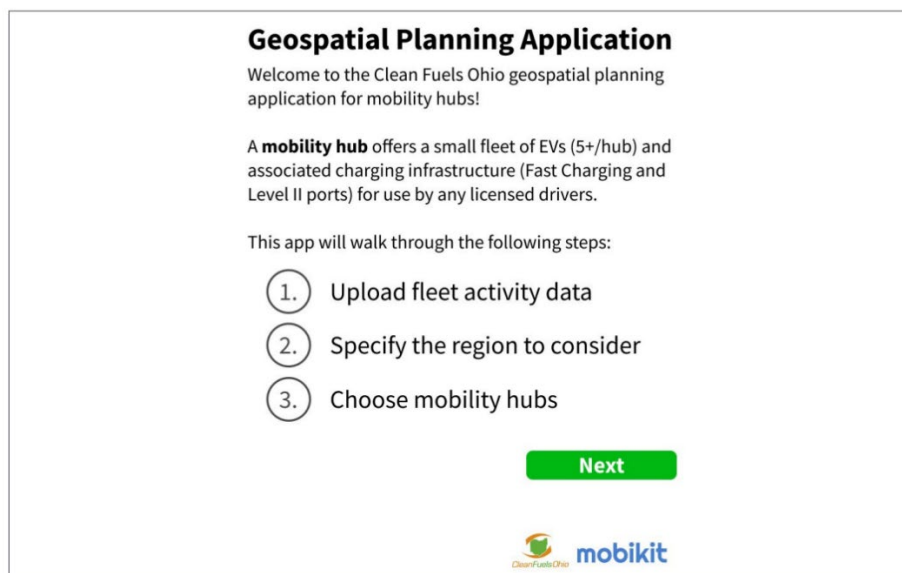 Geospatial Planning Application
Welcome to the Clean Fuels Ohio geospatial planning
application for mobility hubs!
A mobility hub offers a small fleet of EVs (5+/hub) and
associated charging infrastructure (Fast Charging and
Level II ports) for use by any licensed drivers.
This app will walk through the following steps:
1. Upload fleet activity data
2. Specify the region to consider
3. Choose mobility hubs
Next
CleanFuelsOhio mobikit